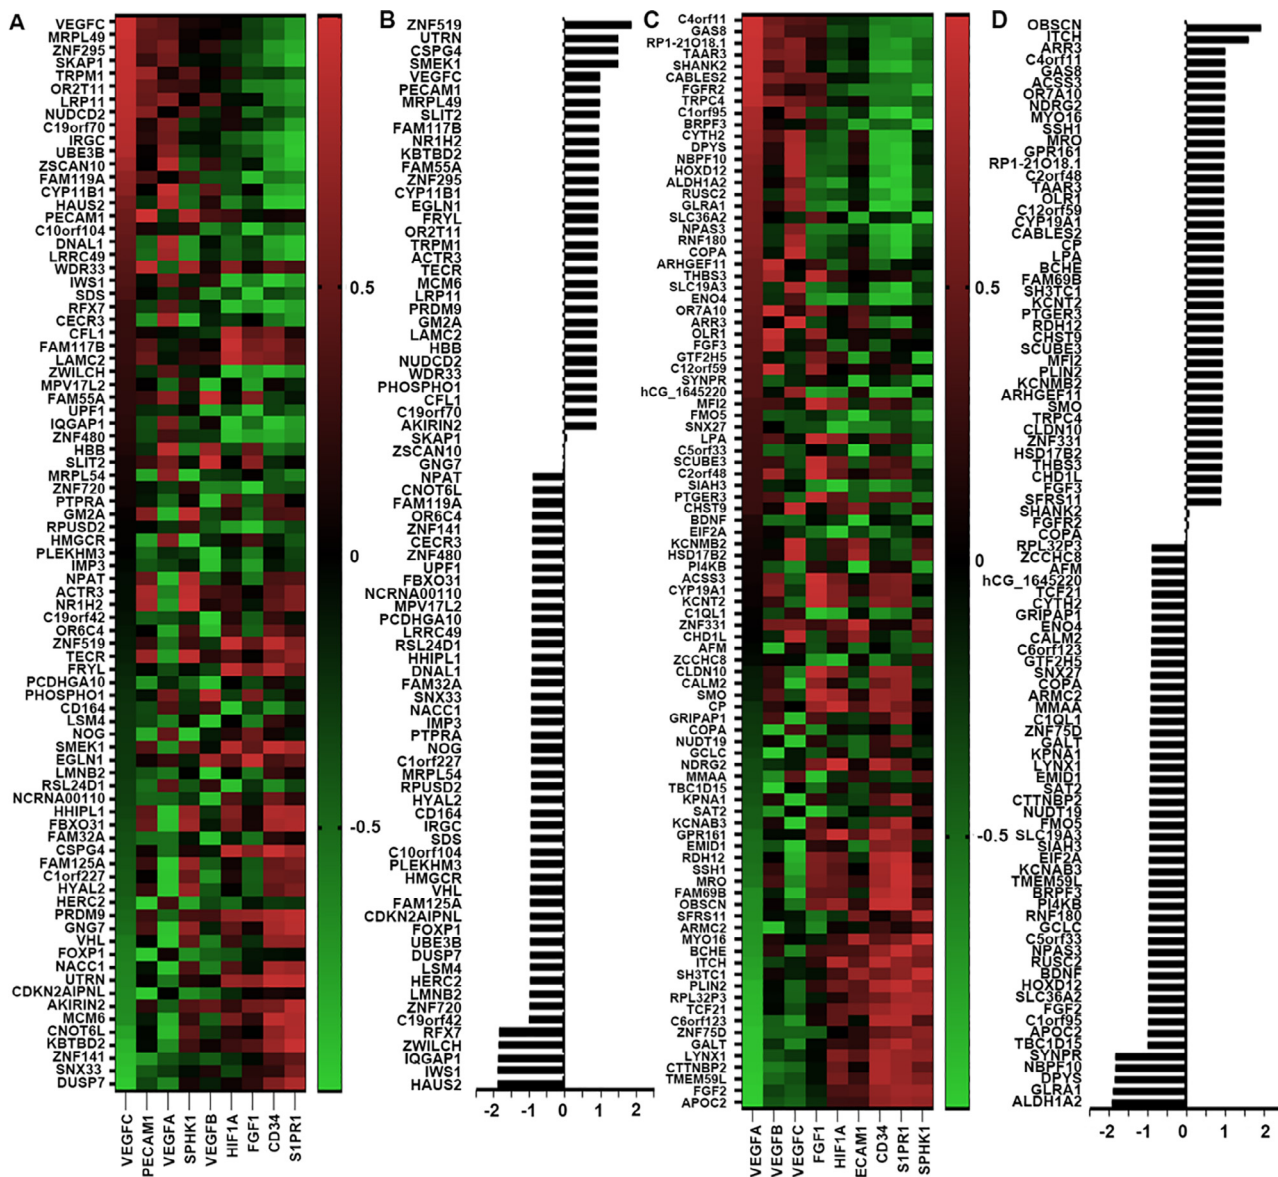 A
VEGFC
MRPL49
ZNF295
SKAP1
TRPM1
OR2T11
LRP11
NUDCD2
C19orf70
IRGC
UBE3B
ZSCAN10
FAM119A
CYP11B1
HAUS2
PECAM1
C10orf104
DNAL1
LRRC49
WDR33
IWS1
SDS
RFX7
CECR3
CFL1
FAM117B
LAMC2
ZWILCH
MPV17L2
FAM55A
UPF1
IQGAP1
ZNF480
HBB
SLIT2
MRPL54
ZNF720
PTPRA
GM2A
RPUSD2
HMGCR
PLEKHM3
IMP3
NPAT
ACTR3
NR1H2
C19orf42
OR6C4
ZNF519
TECR
FRYL
PCDHGA10
PHOSPHO1
CD164
LSM4
NOG
SMEK1
EGLN1
LMNB2
RSL24D1
NCRNA00110
HHIPL1
FBXO31
FAM32A
CSPG4
FAM125A
C1orf227
HYAL2
HERC2
PRDM9
GNG7
VHL
FOXP1
NACC1
UTRN
CDKN2AIPNL
AKIRIN2
MCM6
CNOT6L
KBTBD2
ZNF141
SNX33
DUSP7
VEGFC
PECAM1
VEGFA
SPHK1
VEGFB
HIF1A
FGF1
CD34
S1PR1
0.5
0
-0.5
B
ZNF519
UTRN
CSPG4
SMEK1
VEGFC
PECAM1
MRPL49
SLIT2
FAM117B
NR1H2
KBTBD2
FAM55A
ZNF295
CYP11B1
EGLN1
FRYL
OR2T11
TRPM1
ACTR3
TECR
MCM6
LRP11
PRDM9
GM2A
LAMC2
HBB
NUDCD2
WDR33
PHOSPHO1
CFL1
C19orf70
AKIRIN2
SKAP1
ZSCAN10
GNG7
NPAT
CNOT6L
FAM119A
OR6C4
ZNF141
CECR3
ZNF480
UPF1
FBXO31
NCRNA00110
MPV17L2
PCDHGA10
LRRC49
RSL24D1
HHIPL1
DNAL1
FAM32A
SNX33
NACC1
IMP3
PTPRA
NOG
C1orf227
MRPL54
RPUSD2
HYAL2
CD164
IRGC
SDS
C10orf104
PLEKHM3
HMGCR
VHL
FAM125A
CDKN2AIPNL
FOXP1
UBE3B
DUSP7
LSM4
HERC2
LMNB2
ZNF720
C19orf42
RFX7
ZWILCH
IQGAP1
IWS1
HAUS2
-2 -1 0 1 2
C
C4orf11
GAS8
RP1-21O18.1
TAAR3
SHANK2
CABLES2
FGFR2
TRPC4
C1orf95
BRPF3
CYTH2
DPYS
NBPF10
HOXD12
ALDH1A2
RUSC2
GLRA1
SLC36A2
NPAS3
RNF180
COPA
ARHGEF11
THBS3
SLC19A3
ENO4
OR7A10
ARR3
OLR1
FGF3
GTF2H5
C12orf59
SYNPR
hCG_1645220
MFI2
FMO5
SNX27
LPA
C5orf33
SCUBE3
C2orf48
SIAH3
PTGER3
CHST9
BDNF
EIF2A
KCNMB2
HSD17B2
PI4KB
ACSS3
CYP19A1
KCNT2
C1QL1
ZNF331
CHD1L
AFM
ZCCHC8
CLDN10
CALM2
SMO
CP
GRIPAP1
COPA
NUDT19
GCLC
NDRG2
MMAA
TBC1D15
KPNA1
SAT2
KCNAB3
GPR161
EMID1
RDH12
SSH1
MRO
FAM69B
OBSCN
SFRS11
ARMC2
MYO16
BCHE
ITCH
SH3TC1
PLIN2
RPL32P3
TCF21
C6orf123
ZNF75D
GALT
LYNX1
CTTNBP2
TMEM59L
FGF2
APOC2
VEGFA
VEGFB
VEGFC
FGF1
HIF1A
ECAM1
CD34
S1PR1
SPHK1
0.5
0
-0.5
D
OBSCN
ITCH
ARR3
C4orf11
GAS8
ACSS3
OR7A10
NDRG2
MYO16
SSH1
MRO
GPR161
RP1-21O18.1
C2orf48
TAAR3
OLR1
C12orf59
CYP19A1
CABLES2
CP
LPA
BCHE
FAM69B
SH3TC1
KCNT2
PTGER3
RDH12
CHST9
SCUBE3
MFI2
PLIN2
KCNMB2
ARHGEF11
SMO
TRPC4
CLDN10
ZNF331
HSD17B2
THBS3
CHD1L
FGF3
SFRS11
SHANK2
FGFR2
COPA
RPL32P3
ZCCHC8
AFM
hCG_1645220
TCF21
CYTH2
GRIPAP1
ENO4
CALM2
C6orf123
GTF2H5
SNX27
COPA
ARMC2
MMAA
C1QL1
ZNF75D
GALT
KPNA1
LYNX1
EMID1
SAT2
CTTNBP2
NUDT19
FMO5
SLC19A3
SIAH3
EIF2A
KCNAB3
TMEM59L
BRPF3
PI4KB
RNF180
GCLC
C5orf33
NPAS3
RUSC2
BDNF
HOXD12
SLC36A2
FGF2
C1orf95
APOC2
TBC1D15
SYNPR
NBPF10
DPYS
GLRA1
ALDH1A2
-2 -1 0 1 2